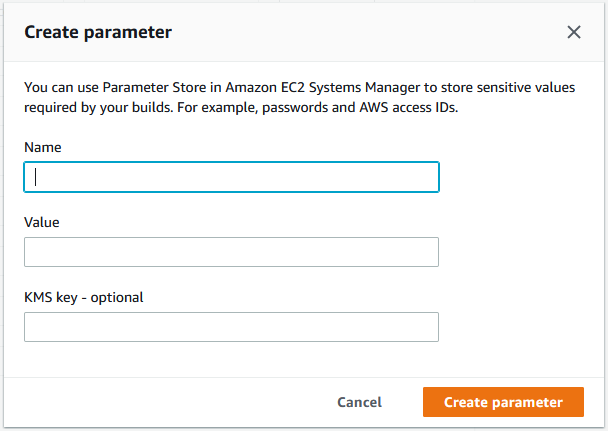 Create parameter
You can use Parameter Store in Amazon EC2 Systems Manager to store sensitive values
required by your builds. For example, passwords and AWS access IDs.
Name
Value
KMS key - optional
Cancel
Create parameter